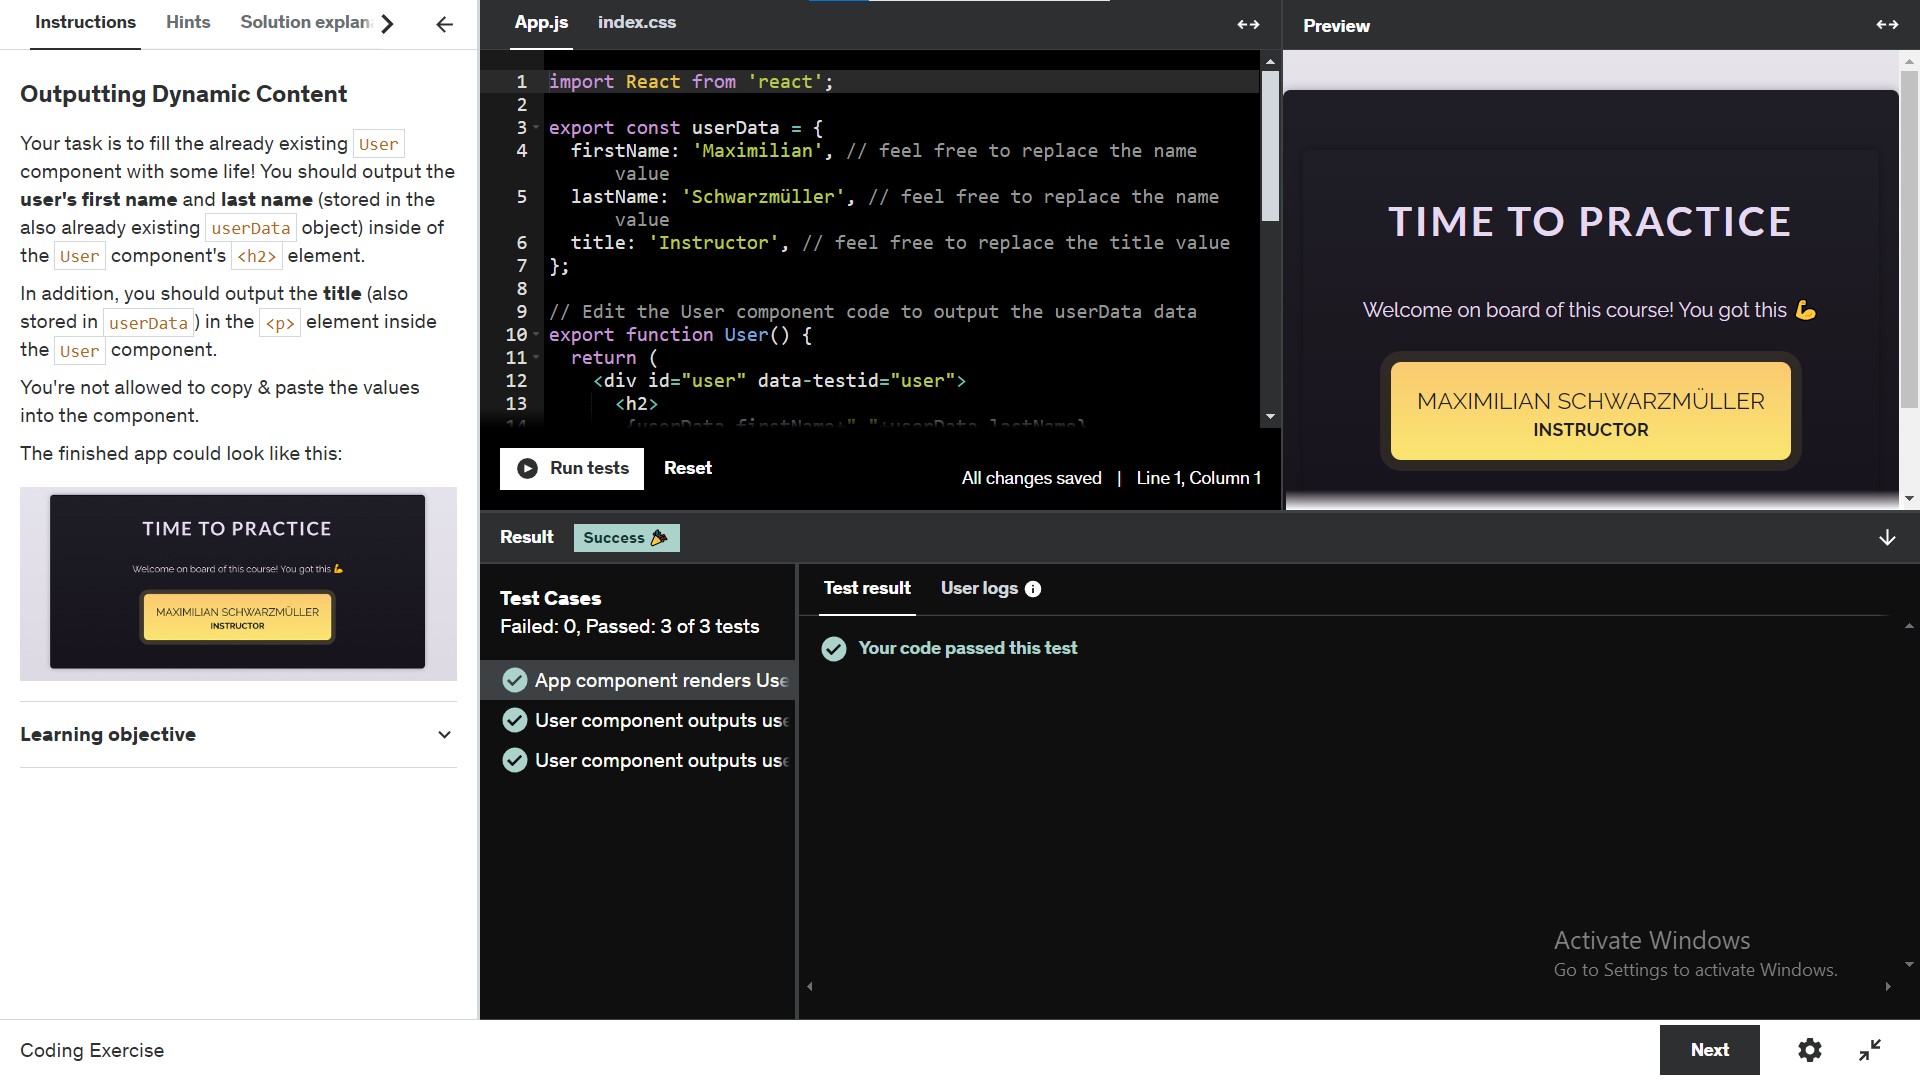 Instructions
Hints
Solution explan
App.js
index.css
Preview
Outputting Dynamic Content
Your task is to fill the already existing User
component with some life! You should output the
user's first name and last name (stored in the
also already existing userData object) inside of
the User component's <h2> element.
In addition, you should output the title (also
stored in userData) in the <p> element inside
the User component.
You're not allowed to copy & paste the values
into the component.
The finished app could look like this:
TIME TO PRACTICE
Welcome on board of this course! You got this 💪
MAXIMILIAN SCHWARZMÜLLER
INSTRUCTOR
Learning objective
1 import React from 'react';
2
3 export const userData = {
4 firstName: 'Maximilian', // feel free to replace the name
value
5 lastName: 'Schwarzmüller', // feel free to replace the name
value
6 title: 'Instructor', // feel free to replace the title value
7 };
8
9 // Edit the User component code to output the userData data
10 export function User() {
11 return (
12 <div id="user" data-testid="user">
13 <h2>
14 {userData.firstName+" "+userData.lastName}
Run tests
Reset
All changes saved | Line 1, Column 1
TIME TO PRACTICE
Welcome on board of this course! You got this 💪
MAXIMILIAN SCHWARZMÜLLER
INSTRUCTOR
Result
Success 🎉
Test Cases
Failed: 0, Passed: 3 of 3 tests
App component renders Use
User component outputs use
User component outputs use
Test result
User logs
Your code passed this test
Activate Windows
Go to Settings to activate Windows.
Coding Exercise
Next